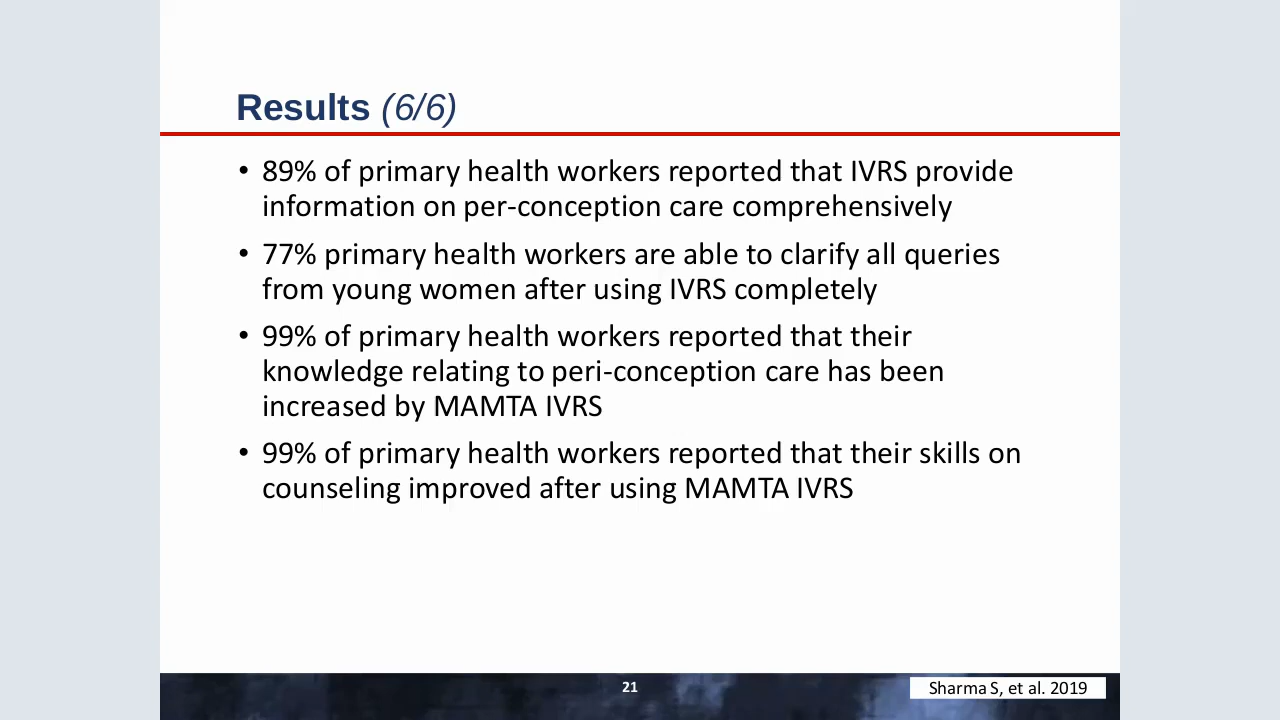 Results (6/6)
• 89% of primary health workers reported that IVRS provide
information on per-conception care comprehensively
• 77% primary health workers are able to clarify all queries
from young women after using IVRS completely
• 99% of primary health workers reported that their
knowledge relating to peri-conception care has been
increased by MAMTA IVRS
• 99% of primary health workers reported that their skills on
counseling improved after using MAMTA IVRS
21
Sharma S, et al. 2019